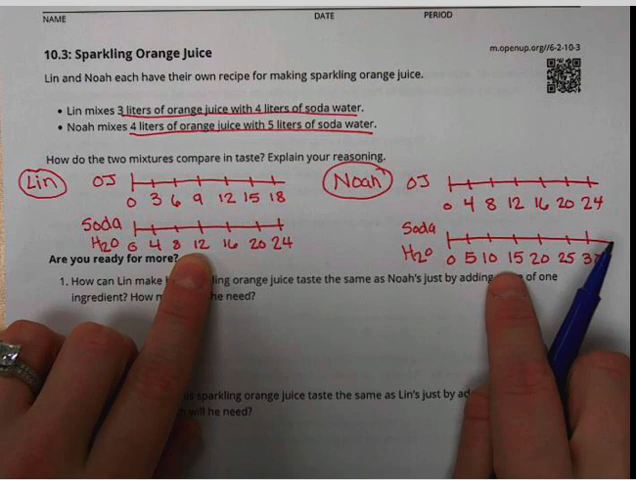 NAME DATE PERIOD
10.3: Sparkling Orange Juice m.openup.org//6-2-10-3
Lin and Noah each have their own recipe for making sparkling orange juice.
• Lin mixes 3 liters of orange juice with 4 liters of soda water.
• Noah mixes 4 liters of orange juice with 5 liters of soda water.
How do the two mixtures compare in taste? Explain your reasoning.
Lin OJ
0 3 6 9 12 15 18
Soda
H2O 0 4 8 12 16 20 24
Noah OJ
0 4 8 12 16 20 24
Soda
H2O 0 5 10 15 20 25
Are you ready for more?
1. How can Lin make ling orange juice taste the same as Noah's just by adding of one
ingredient? How he need?
sparkling orange juice taste the same as Lin's just by
will he need?